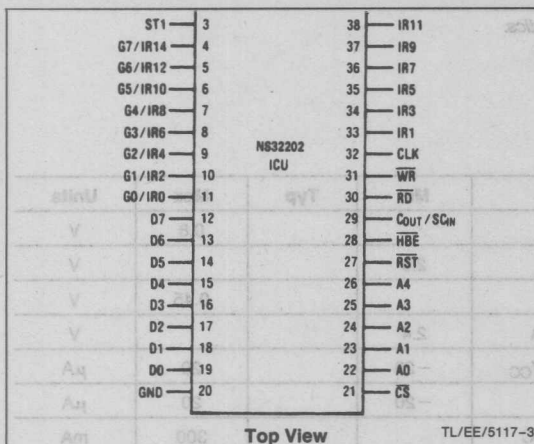 ST1 3 38 IR11
G7/IR14 4 37 IR9
G6/IR12 5 36 IR7
G5/IR10 6 35 IR5
G4/IR8 7 34 IR3
G3/IR6 8 33 IR1
G2/IR4 9 NS32202 32 CLK
G1/IR2 10 ICU 31 WR
G0/IR0 11 30 RD
D7 12 29 COUT/SCIN
D6 13 28 HBE
D5 14 27 RST
D4 15 26 A4
D3 16 25 A3
D2 17 24 A2
D1 18 23 A1
D0 19 22 A0
GND 20 21 CS
Top View TL/EE/5117-3
Typ Units
V
V
V
V
µA
µA
300 mA